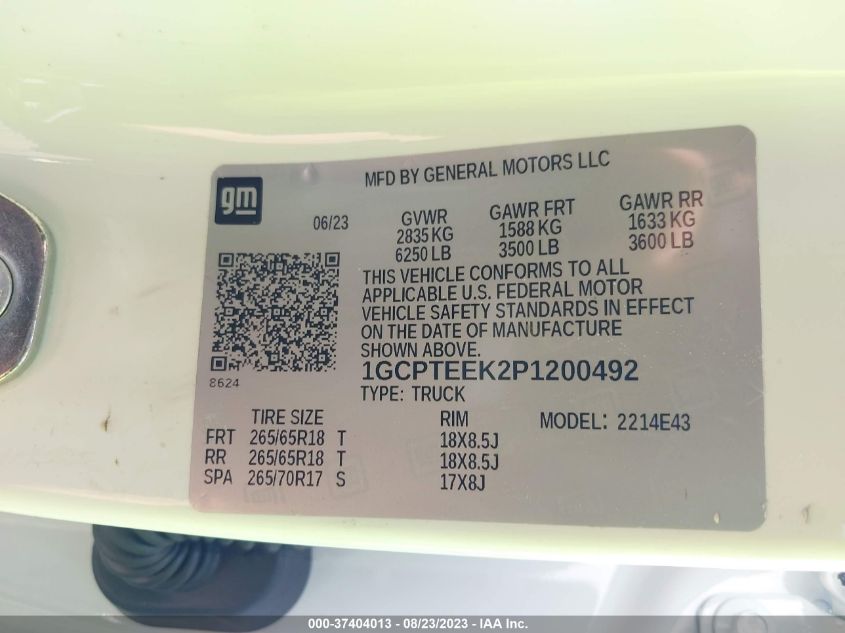 gm
MFD BY GENERAL MOTORS LLC
06/23
GVWR
2835 KG
6250 LB
GAWR FRT
1588 KG
3500 LB
GAWR RR
1633 KG
3600 LB
THIS VEHICLE CONFORMS TO ALL
APPLICABLE U.S. FEDERAL MOTOR
VEHICLE SAFETY STANDARDS IN EFFECT
ON THE DATE OF MANUFACTURE
SHOWN ABOVE.
8624
1GCPTEEK2P1200492
TYPE: TRUCK
TIRE SIZE RIM MODEL: 2214E43
FRT 265/65R18 T 18X8.5J
RR 265/65R18 T 18X8.5J
SPA 265/70R17 S 17X8J
000-37404013 - 08/23/2023 - IAA Inc.